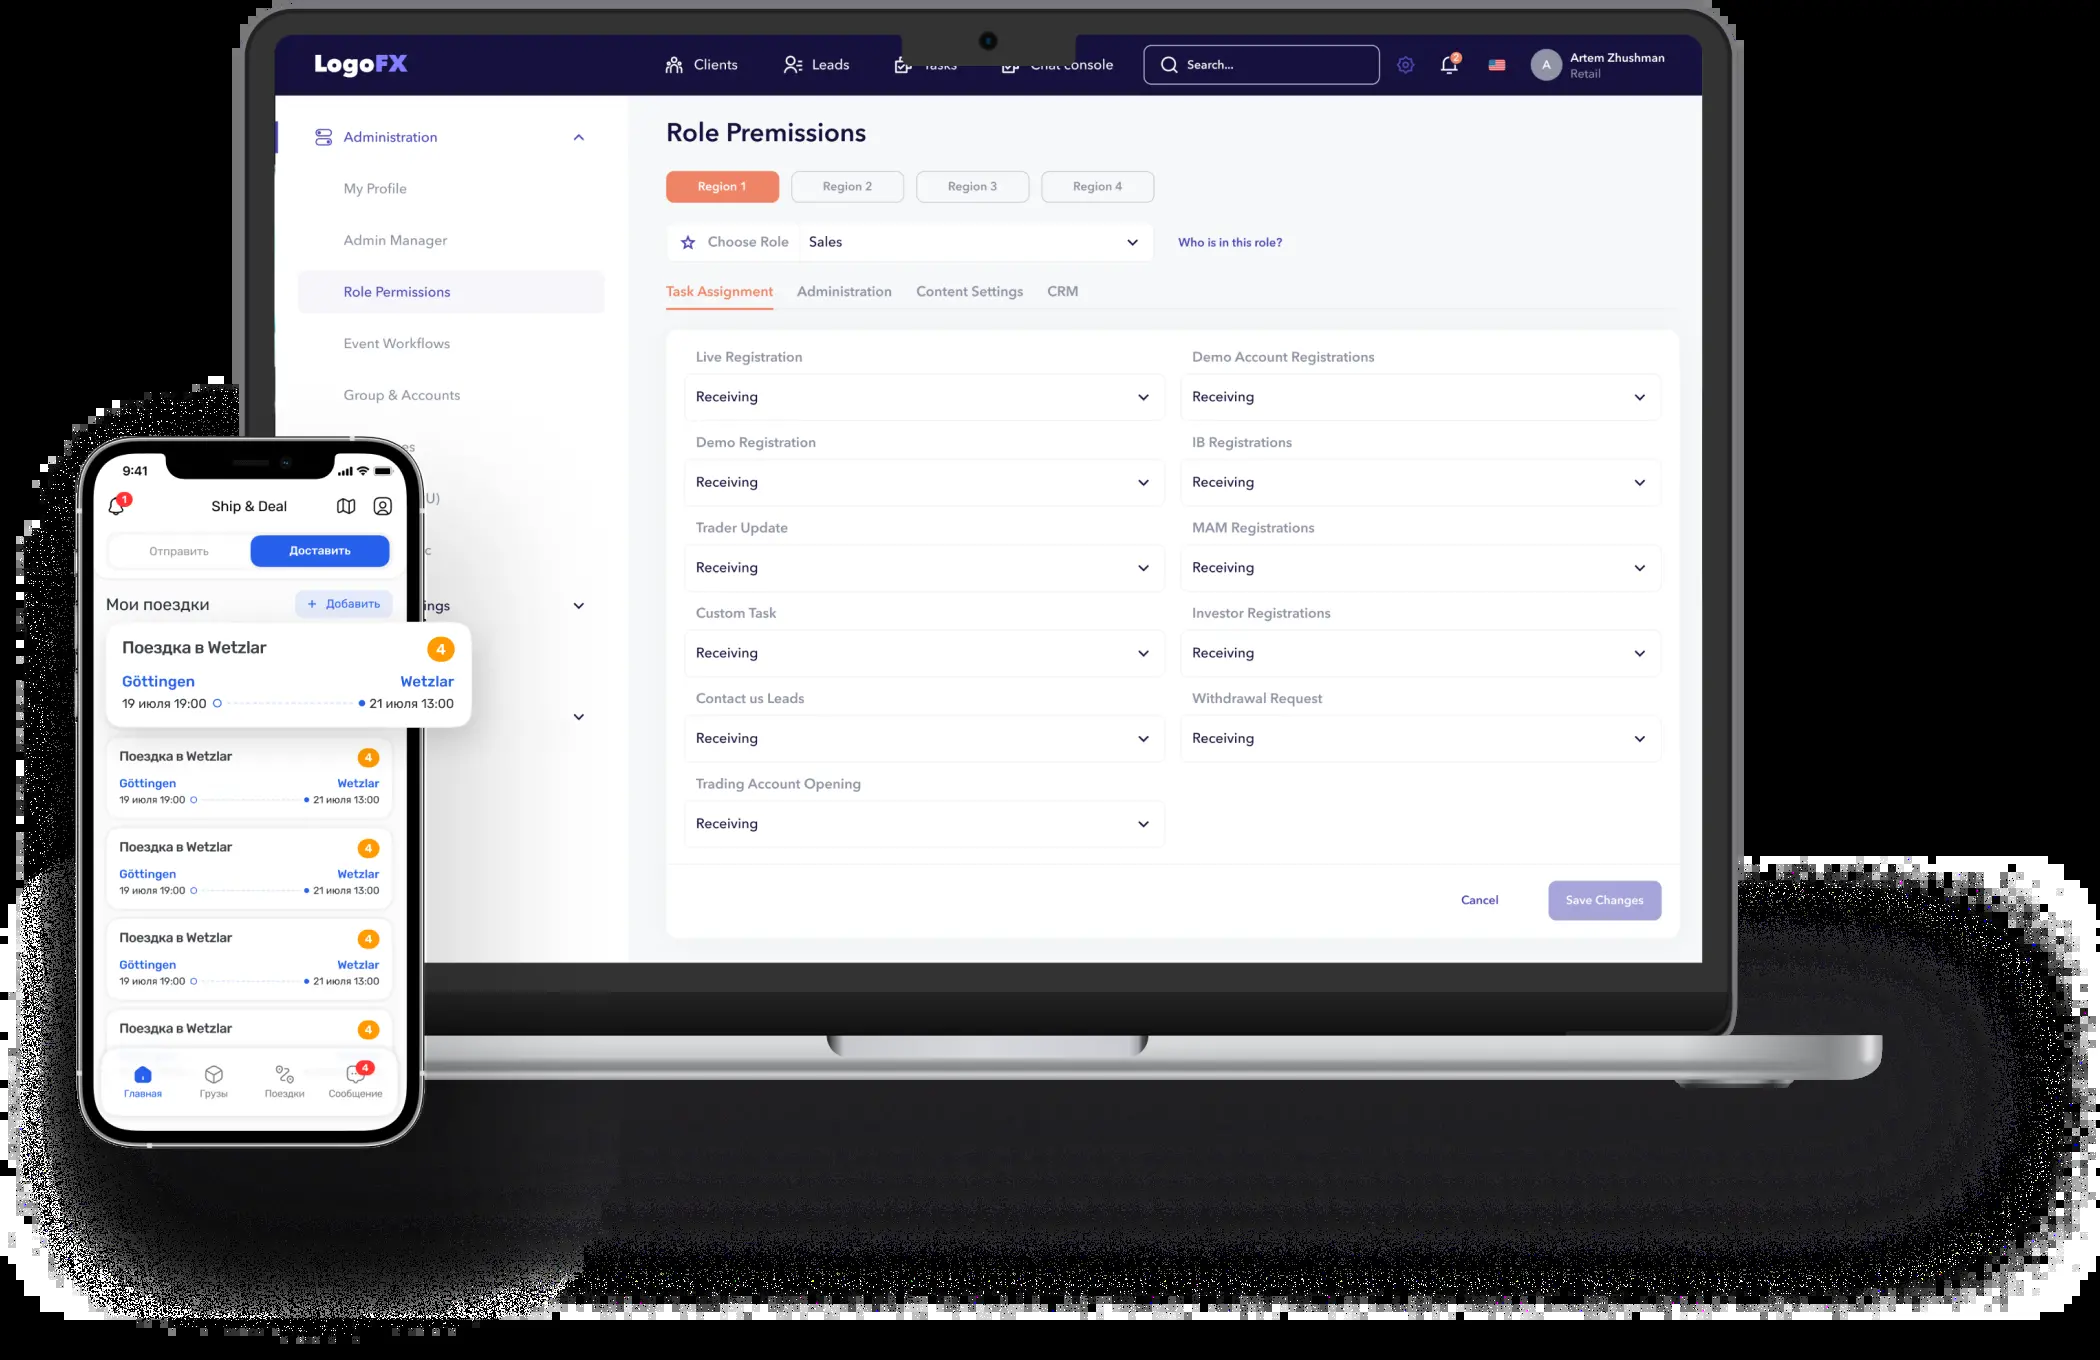 LogoFX
Clients
Leads
Tasks
Chat console
Search...
2
A
Artem Zhushman
Retail
Administration
My Profile
Admin Manager
Role Permissions
Event Workflows
Group & Accounts
es
U)
c
ings
Role Premissions
Region 1
Region 2
Region 3
Region 4
Choose Role
Sales
Who is in this role?
Task Assignment
Administration
Content Settings
CRM
Live Registration
Receiving
Demo Account Registrations
Receiving
Demo Registration
Receiving
IB Registrations
Receiving
Trader Update
Receiving
MAM Registrations
Receiving
Custom Task
Receiving
Investor Registrations
Receiving
Contact us Leads
Receiving
Withdrawal Request
Receiving
Trading Account Opening
Receiving
Cancel
Save Changes
9:41
1
Ship & Deal
Отправить
Доставить
Мои поездки
+ Добавить
Поездка в Wetzlar
4
Göttingen
Wetzlar
19 июля 19:00
21 июля 13:00
Поездка в Wetzlar
4
Göttingen
Wetzlar
19 июля 19:00
21 июля 13:00
Поездка в Wetzlar
4
Göttingen
Wetzlar
19 июля 19:00
21 июля 13:00
Поездка в Wetzlar
4
Göttingen
Wetzlar
19 июля 19:00
21 июля 13:00
Поездка в Wetzlar
4
Главная
Грузы
Поездки
4
Сообщение